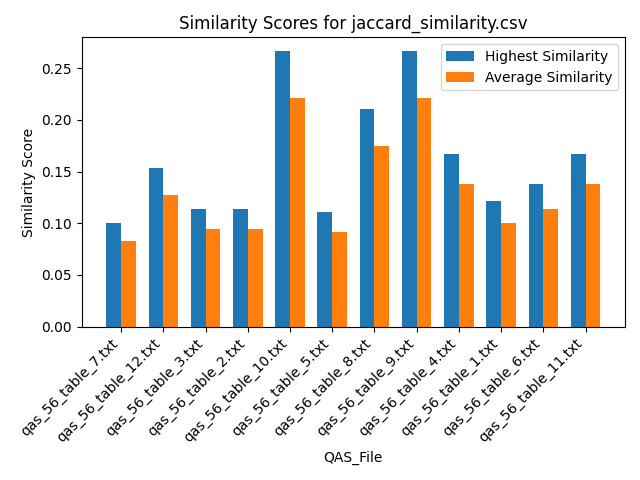 Similarity Scores for jaccard_similarity.csv
Highest Similarity
Average Similarity
Similarity Score
0.25
0.20
0.15
0.10
0.05
0.00
qas_56_table_7.txt
qas_56_table_12.txt
qas_56_table_3.txt
qas_56_table_2.txt
qas_56_table_10.txt
qas_56_table_5.txt
qas_56_table_8.txt
qas_56_table_9.txt
qas_56_table_4.txt
qas_56_table_1.txt
qas_56_table_6.txt
qas_56_table_11.txt
QAS_File